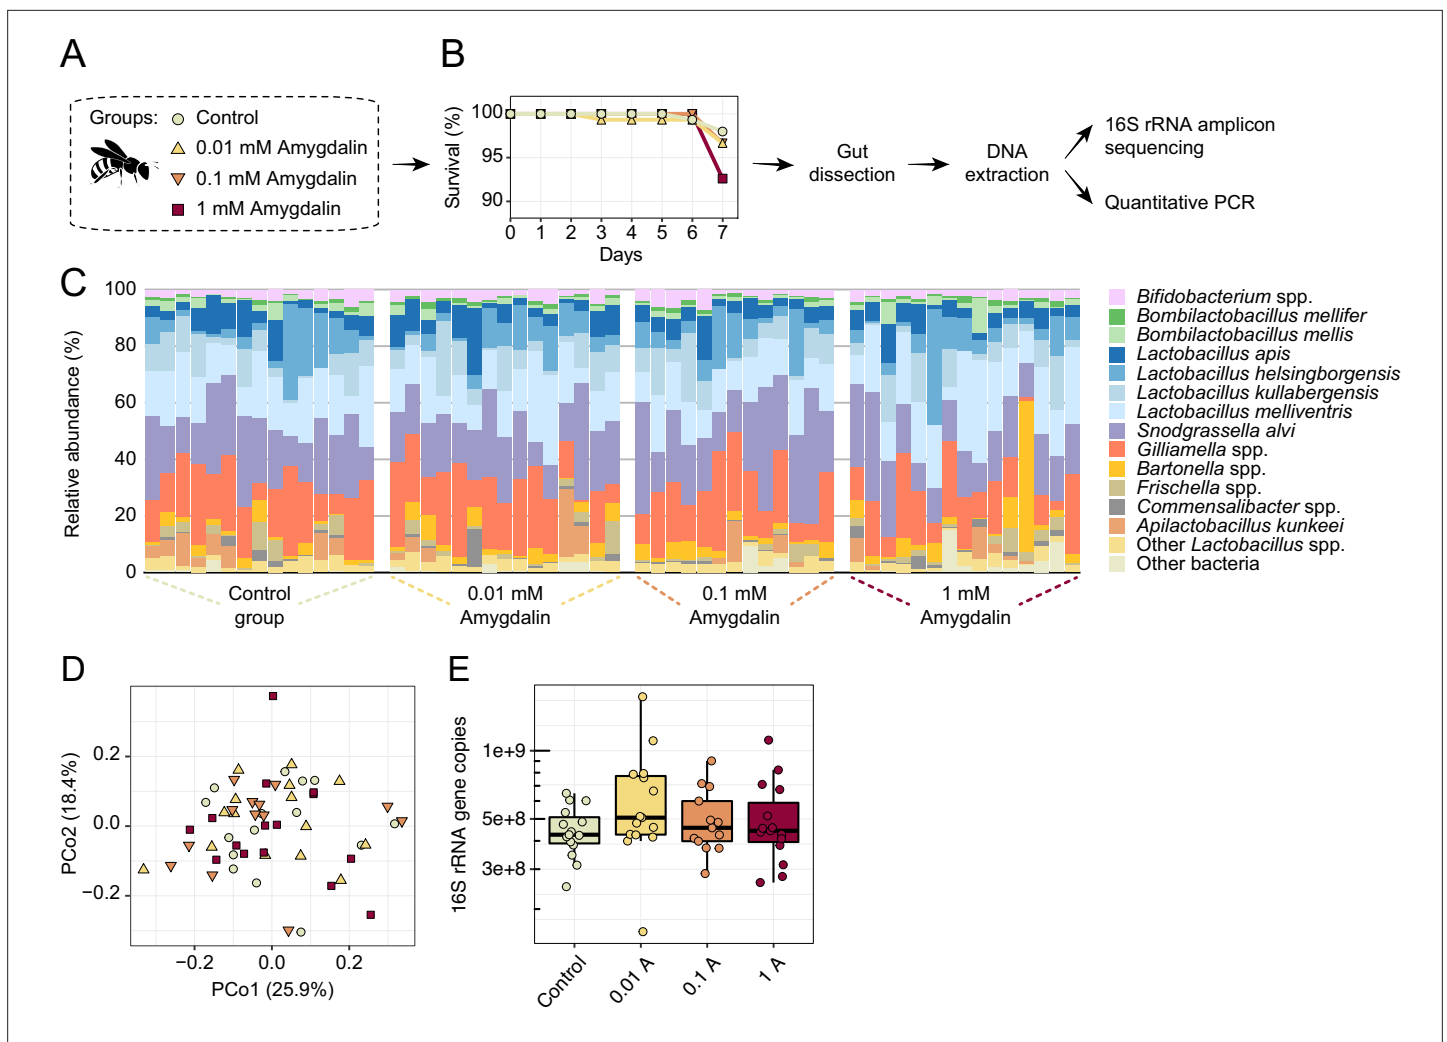 A
Groups:
Control
0.01 mM Amygdalin
0.1 mM Amygdalin
1 mM Amygdalin
B
Survival (%)
100
95
90
0 1 2 3 4 5 6 7
Days
Gut
dissection
DNA
extraction
16S rRNA amplicon
sequencing
Quantitative PCR
C
Relative abundance (%)
100
80
60
40
20
0
Control
group
0.01 mM
Amygdalin
0.1 mM
Amygdalin
1 mM
Amygdalin
Bifidobacterium spp.
Bombilactobacillus mellifer
Bombilactobacillus mellis
Lactobacillus apis
Lactobacillus helsingborgensis
Lactobacillus kullabergensis
Lactobacillus melliventris
Snodgrassella alvi
Gilliamella spp.
Bartonella spp.
Frischella spp.
Commensalibacter spp.
Apilactobacillus kunkeei
Other Lactobacillus spp.
Other bacteria
D
PCo2 (18.4%)
0.2
0.0
−0.2
−0.2 0.0 0.2
PCo1 (25.9%)
E
16S rRNA gene copies
1e+9
5e+8
3e+8
Control
0.01 A
0.1 A
1 A